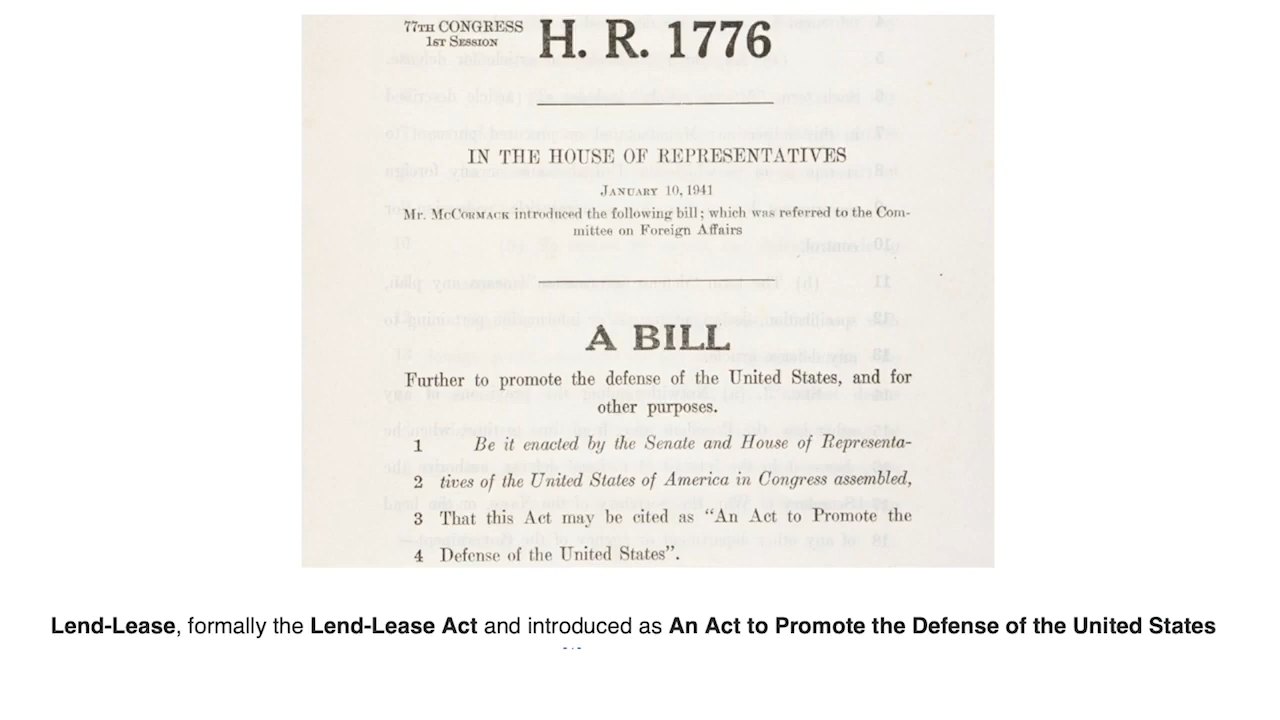 77TH CONGRESS
1ST SESSION
H. R. 1776
IN THE HOUSE OF REPRESENTATIVES
JANUARY 10, 1941
Mr. MCCORMACK introduced the following bill; which was referred to the Com-
mittee on Foreign Affairs
A BILL
Further to promote the defense of the United States, and for
other purposes.
1 Be it enacted by the Senate and House of Representa-
2 tives of the United States of America in Congress assembled,
3 That this Act may be cited as “An Act to Promote the
4 Defense of the United States”.
Lend-Lease, formally the Lend-Lease Act and introduced as An Act to Promote the Defense of the United States